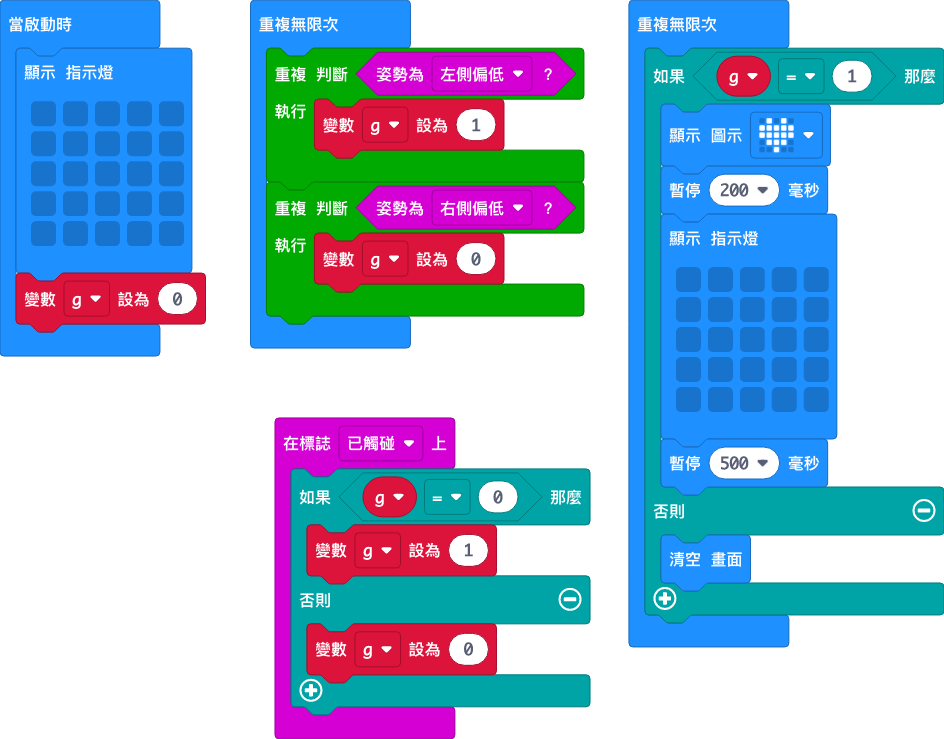 當啟動時
顯示 指示燈
變數 g 設為 0
重複無限次
重複 判斷 姿勢為 左側偏低 ?
執行
變數 g 設為 1
重複 判斷 姿勢為 右側偏低 ?
執行
變數 g 設為 0
在標誌 已觸碰 上
如果 g = 0 那麼
變數 g 設為 1
否則
變數 g 設為 0
重複無限次
如果 g = 1 那麼
顯示 圖示
暫停 200 毫秒
顯示 指示燈
暫停 500 毫秒
否則
清空 畫面